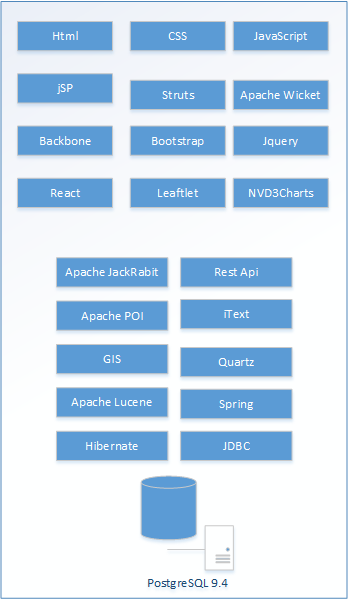 Html
CSS
JavaScript
jSP
Struts
Apache Wicket
Backbone
Bootstrap
Jquery
React
Leaftlet
NVD3Charts
Apache JackRabit
Rest Api
Apache POI
iText
GIS
Quartz
Apache Lucene
Spring
Hibernate
JDBC
PostgreSQL 9.4